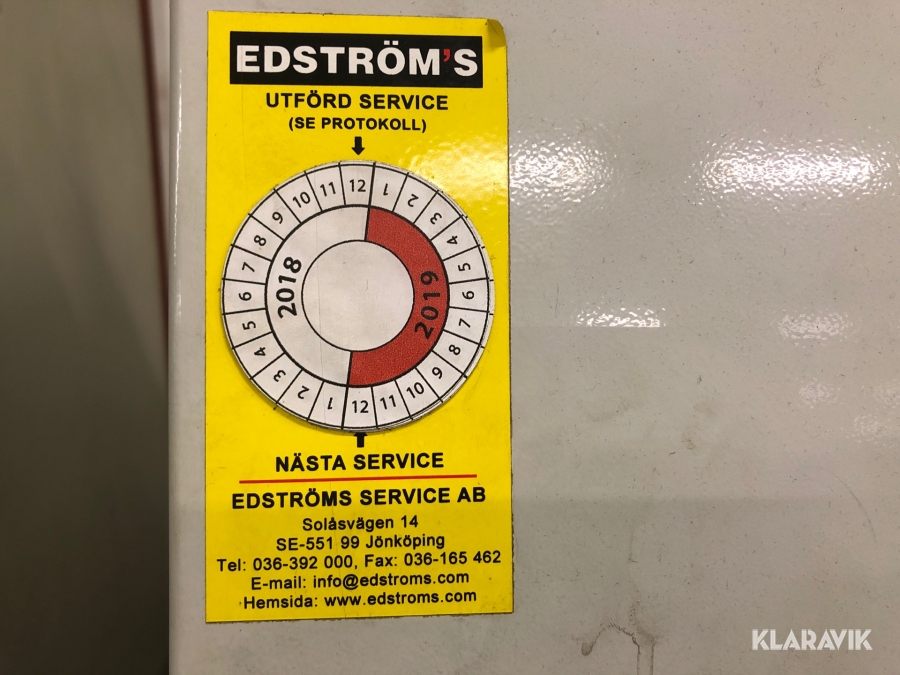 EDSTRÖM'S
UTFÖRD SERVICE
(SE PROTOKOLL)
12 1 2 3 4 5 6 7 8 9 10 11 12
1 2 3 4 5 6 7 8 9 10 11
2018 2019
NÄSTA SERVICE
EDSTRÖMS SERVICE AB
Solåsvägen 14
SE-551 99 Jönköping
Tel: 036-392 000, Fax: 036-165 462
E-mail: info@edstroms.com
Hemsida: www.edstroms.com
KLARAVIK